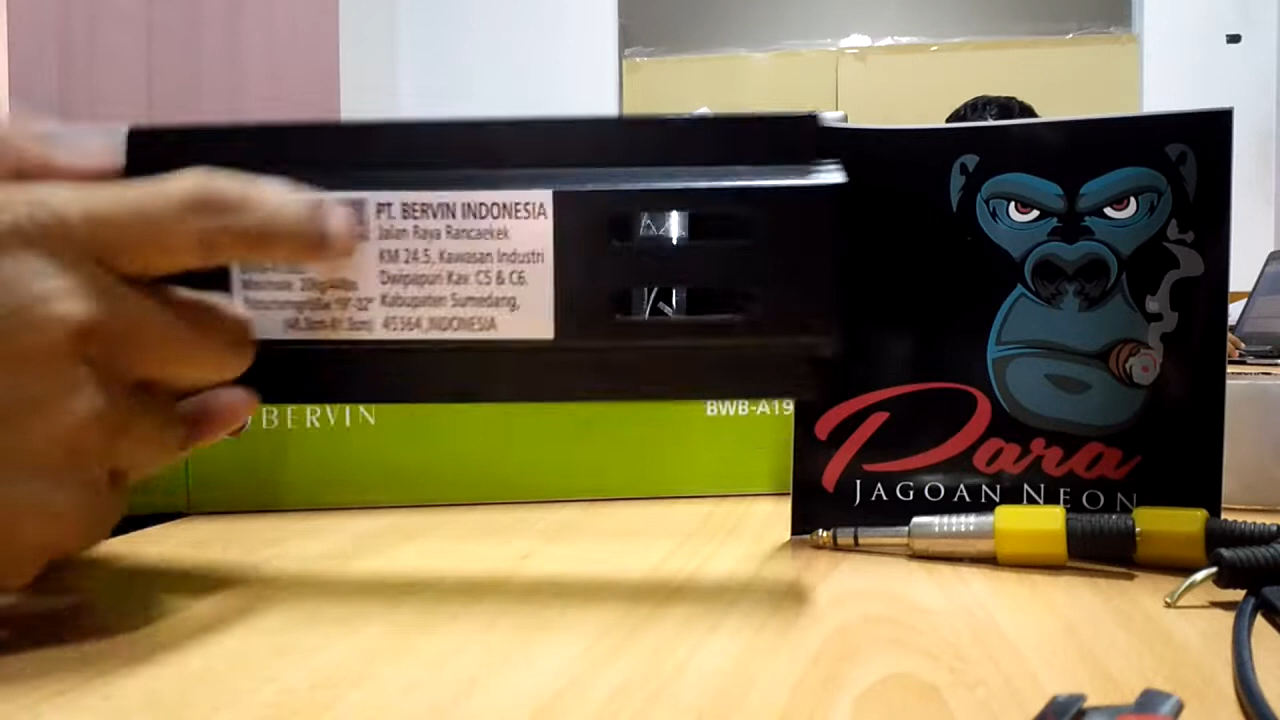 PT. BERVIN INDONESIA
Jalan Raya Rancaekek
KM 24.5, Kawasan Industri
Dwipapuri Kav. C5 & C6.
Kabupaten Sumedang,
45364, INDONESIA
BERVIN
BWB-A19
Para
JAGOAN NEON